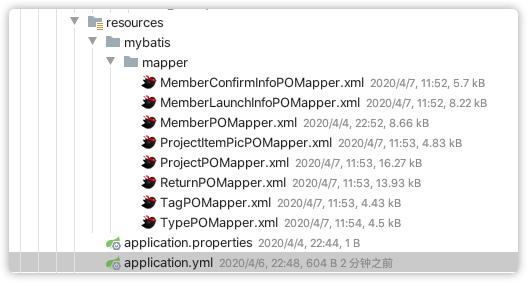 resources
mybatis
mapper
MemberConfirmInfoPOMapper.xml 2020/4/7, 11:52, 5.7 kB
MemberLaunchInfoPOMapper.xml 2020/4/7, 11:52, 8.22 kB
MemberPOMapper.xml 2020/4/4, 22:52, 8.66 kB
ProjectItemPicPOMapper.xml 2020/4/7, 11:53, 4.83 kB
ProjectPOMapper.xml 2020/4/7, 11:53, 16.27 kB
ReturnPOMapper.xml 2020/4/7, 11:53, 13.93 kB
TagPOMapper.xml 2020/4/7, 11:53, 4.43 kB
TypePOMapper.xml 2020/4/7, 11:54, 4.5 kB
application.properties 2020/4/4, 22:44, 1 B
application.yml 2020/4/6, 22:48, 604 B 2 分钟之前